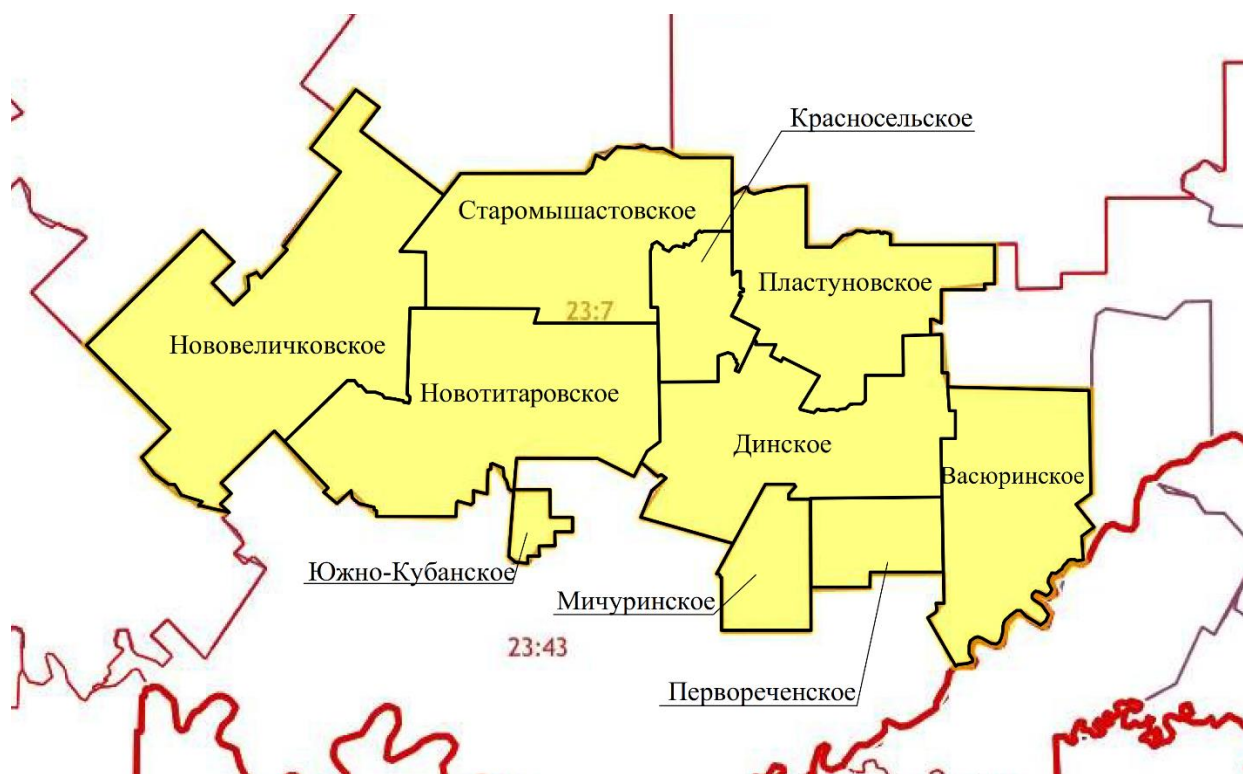 Красносельское
Старомышастовское
Пластуновское
23:7
Нововеличковское
Новотитаровское
Динское
Васюринское
Южно-Кубанское
Мичуринское
23:43
Первореченское